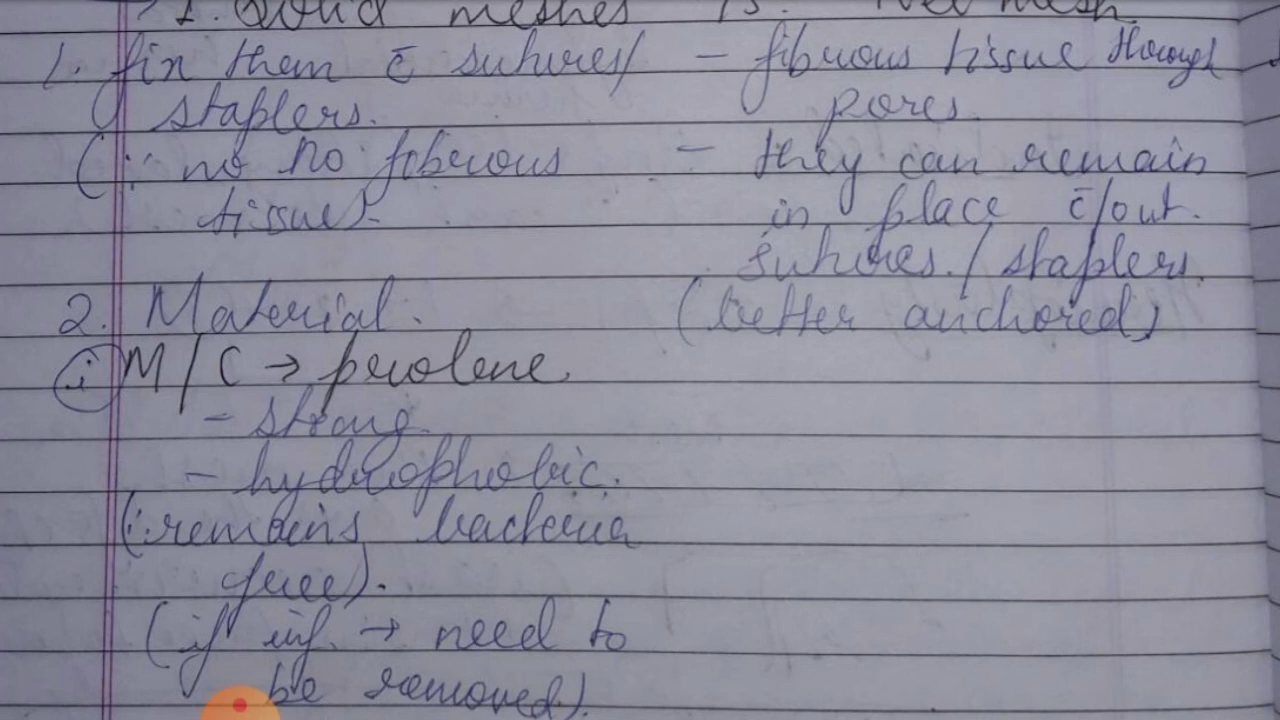 1. fix them c̄ sutures/ - fibrous tissue through
staplers. pores.
(∵ no no fibrous - they can remain
tissue). in place c̄/out.
sutures./staplers.
2. Material. (better anchored)
(i) M/C → prolene
- strong.
- hydrophobic.
(∵ remains bacteria
free).
(if inf. → need to
be removed).